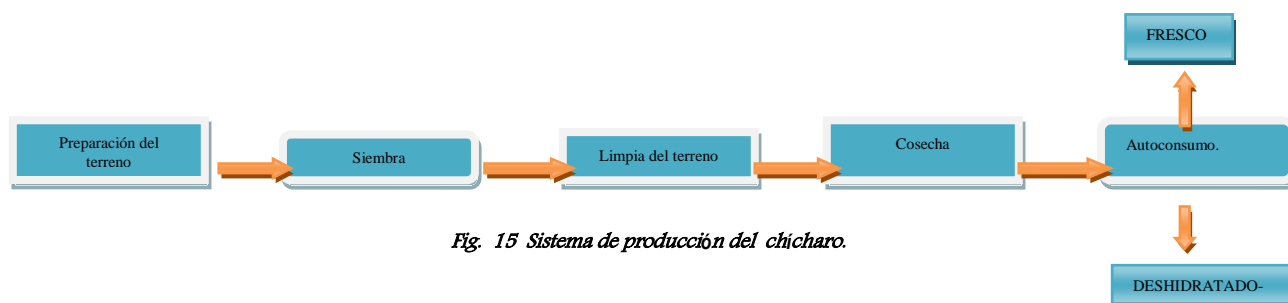 FRESCO
Preparación del
terreno
Siembra
Limpia del terreno
Cosecha
Autoconsumo.
Fig. 15 Sistema de producción del chícharo.
DESHIDRATADO-